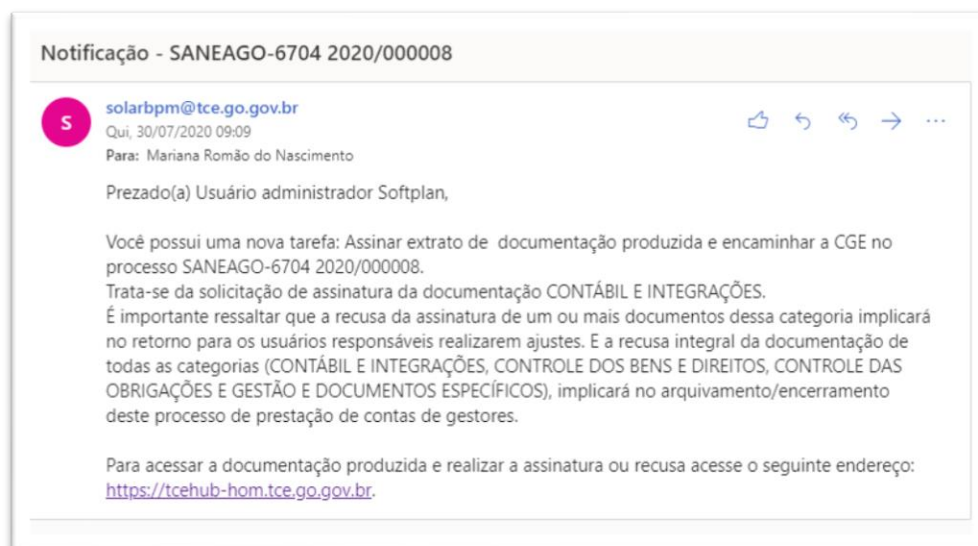 Notificação - SANEAGO-6704 2020/000008
S
solarbpm@tce.go.gov.br
Qui, 30/07/2020 09:09
Para: Mariana Romão do Nascimento
Prezado(a) Usuário administrador Softplan,
Você possui uma nova tarefa: Assinar extrato de documentação produzida e encaminhar a CGE no
processo SANEAGO-6704 2020/000008.
Trata-se da solicitação de assinatura da documentação CONTÁBIL E INTEGRAÇÕES.
É importante ressaltar que a recusa da assinatura de um ou mais documentos dessa categoria implicará
no retorno para os usuários responsáveis realizarem ajustes. E a recusa integral da documentação de
todas as categorias (CONTÁBIL E INTEGRAÇÕES, CONTROLE DOS BENS E DIREITOS, CONTROLE DAS
OBRIGAÇÕES E GESTÃO E DOCUMENTOS ESPECÍFICOS), implicará no arquivamento/encerramento
deste processo de prestação de contas de gestores.
Para acessar a documentação produzida e realizar a assinatura ou recusa acesse o seguinte endereço:
https://tcehub-hom.tce.go.gov.br.